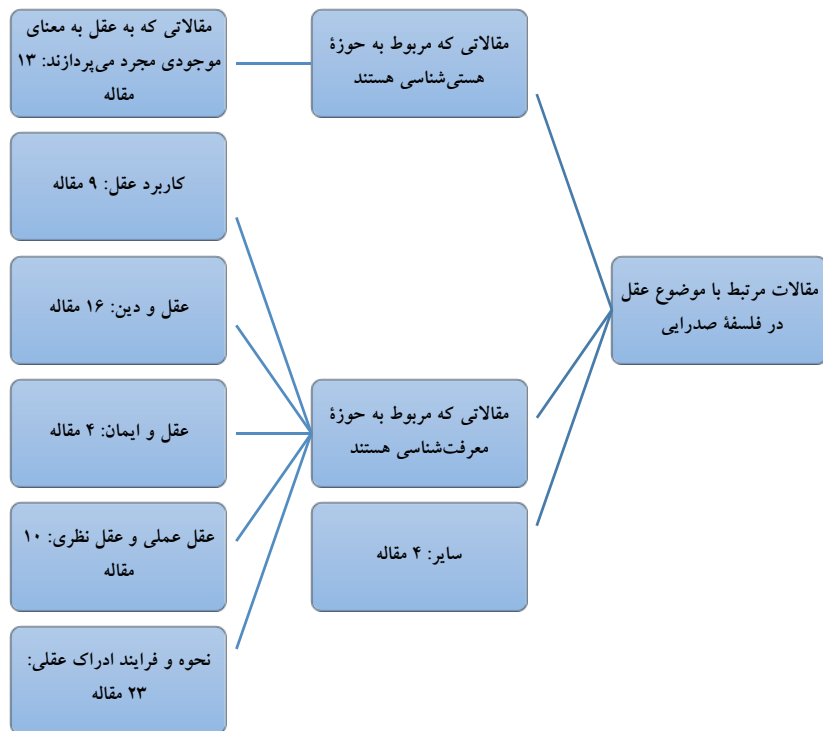 مقالات مرتبط با موضوع عقل
در فلسفۀ صدرایی
مقالاتی که مربوط به حوزۀ
هستی‌شناسی هستند
مقالاتی که به عقل به معنای
موجودی مجرد می‌پردازند: ۱۳
مقاله
مقالاتی که مربوط به حوزۀ
معرفت‌شناسی هستند
کاربرد عقل: ۹ مقاله
عقل و دین: ۱۶ مقاله
عقل و ایمان: ۴ مقاله
عقل عملی و عقل نظری: ۱۰
مقاله
نحوه و فرایند ادراک عقلی:
۲۳ مقاله
سایر: ۴ مقاله